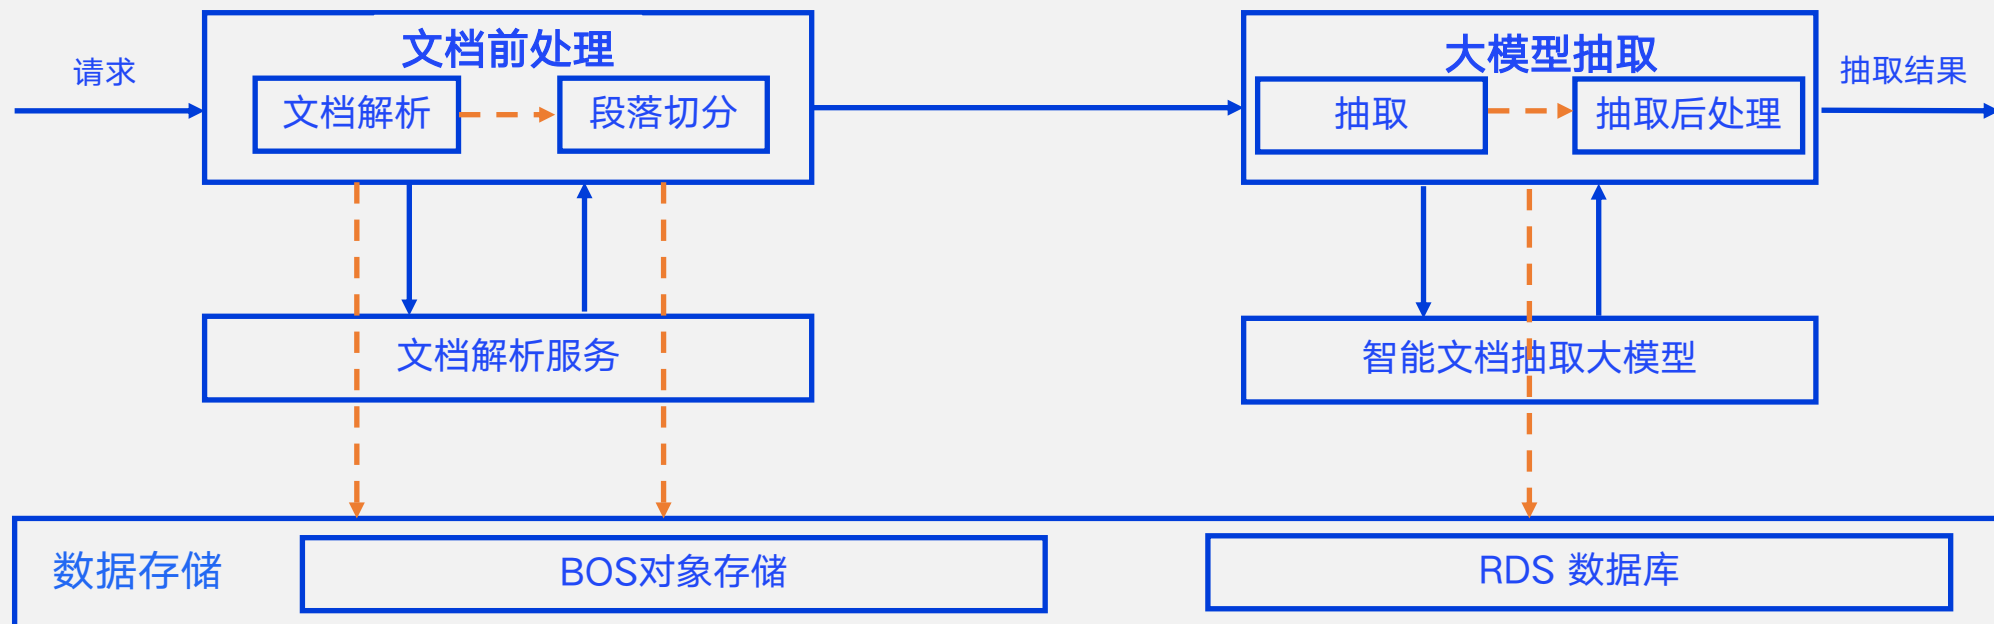 请求
文档前处理
文档解析
段落切分
大模型抽取
抽取
抽取后处理
抽取结果
文档解析服务
智能文档抽取大模型
数据存储
BOS对象存储
RDS 数据库